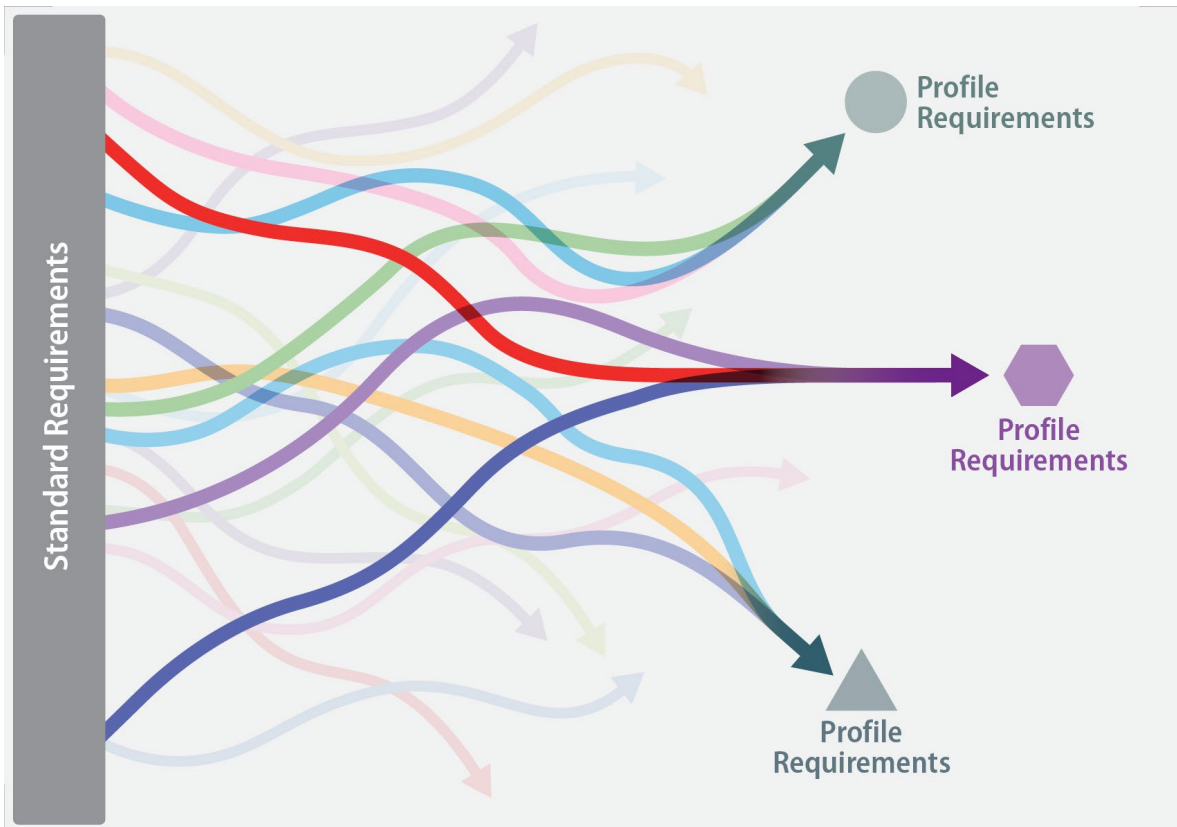 Standard Requirements
Profile
Requirements
Profile
Requirements
Profile
Requirements